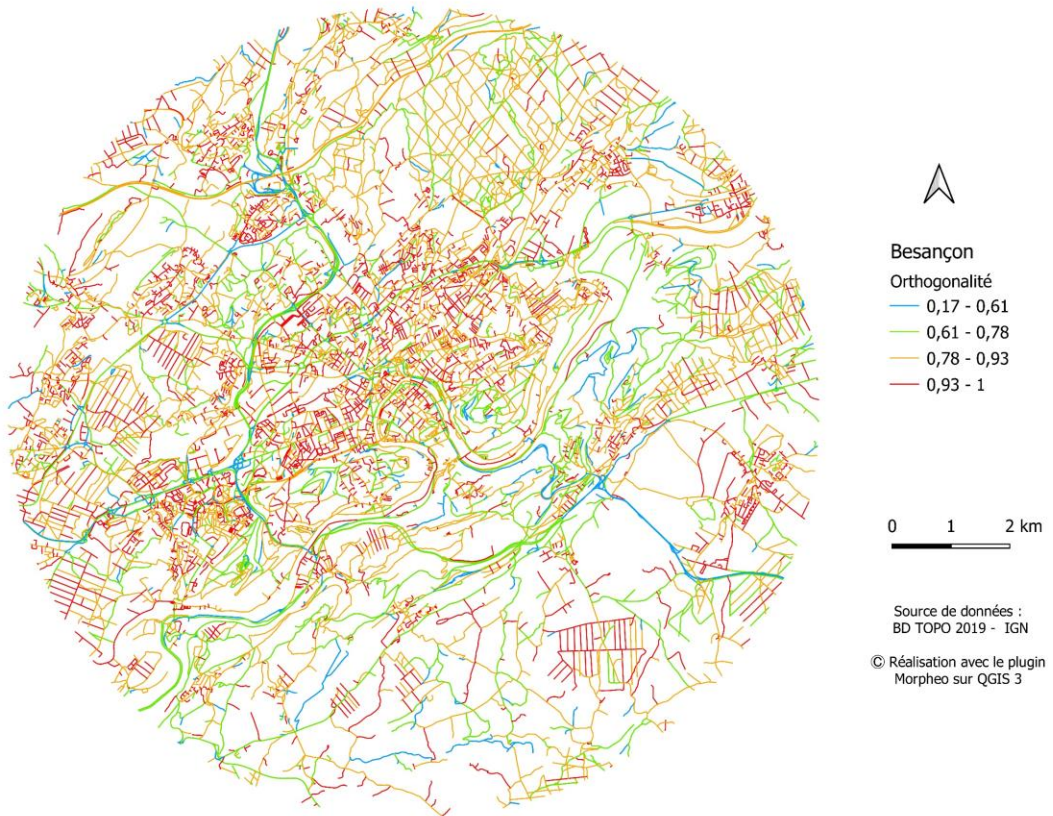 Besançon
Orthogonalité
0,17 - 0,61
0,61 - 0,78
0,78 - 0,93
0,93 - 1
0 1 2 km
Source de données :
BD TOPO 2019 - IGN
© Réalisation avec le plugin
Morpheo sur QGIS 3